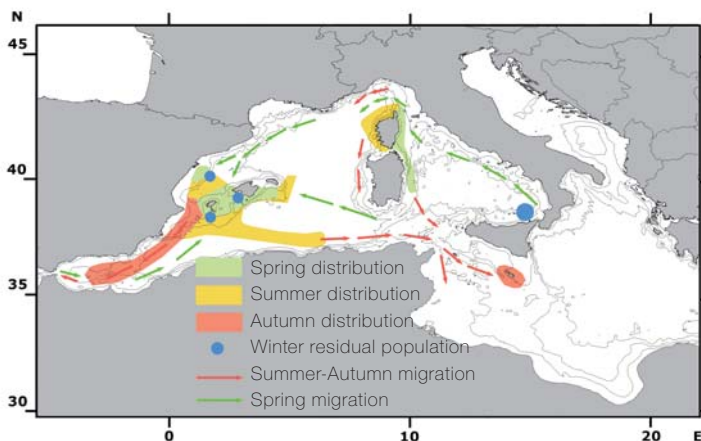 N
45
40
35
30
Spring distribution
Summer distribution
Autumn distribution
Winter residual population
Summer-Autumn migration
Spring migration
0 10 20 E